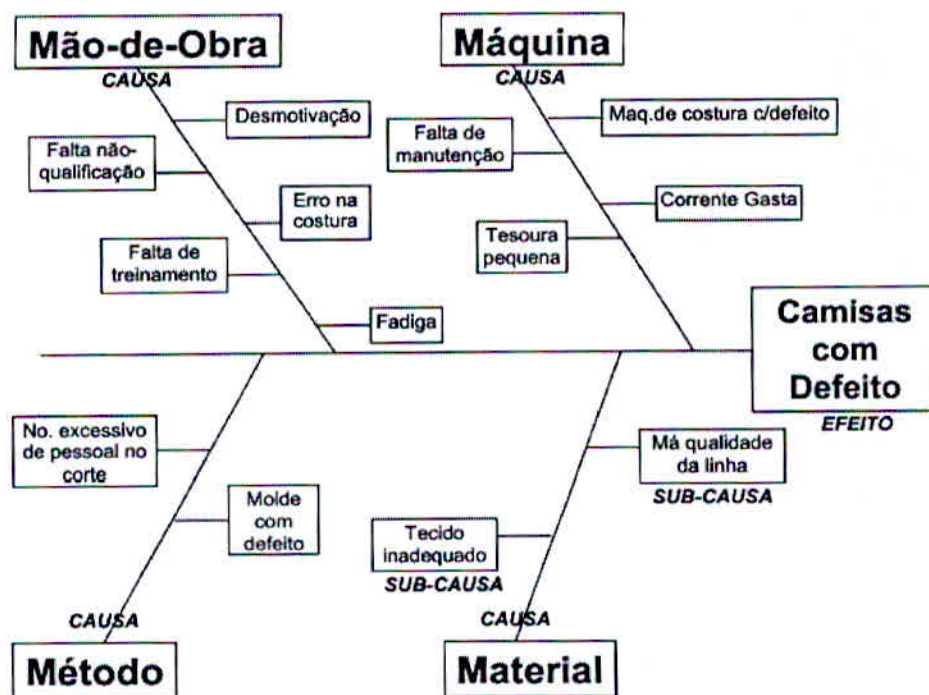 Mão-de-Obra
CAUSA
Desmotivação
Falta não-
qualificação
Erro na
costura
Falta de
treinamento
Fadiga
Máquina
CAUSA
Maq.de costura c/defeito
Falta de
manutenção
Corrente Gasta
Tesoura
pequena
Camisas
com
Defeito
EFEITO
No. excessivo
de pessoal no
corte
Molde
com
defeito
CAUSA
Método
Má qualidade
da linha
SUB-CAUSA
Tecido
inadequado
SUB-CAUSA
CAUSA
Material